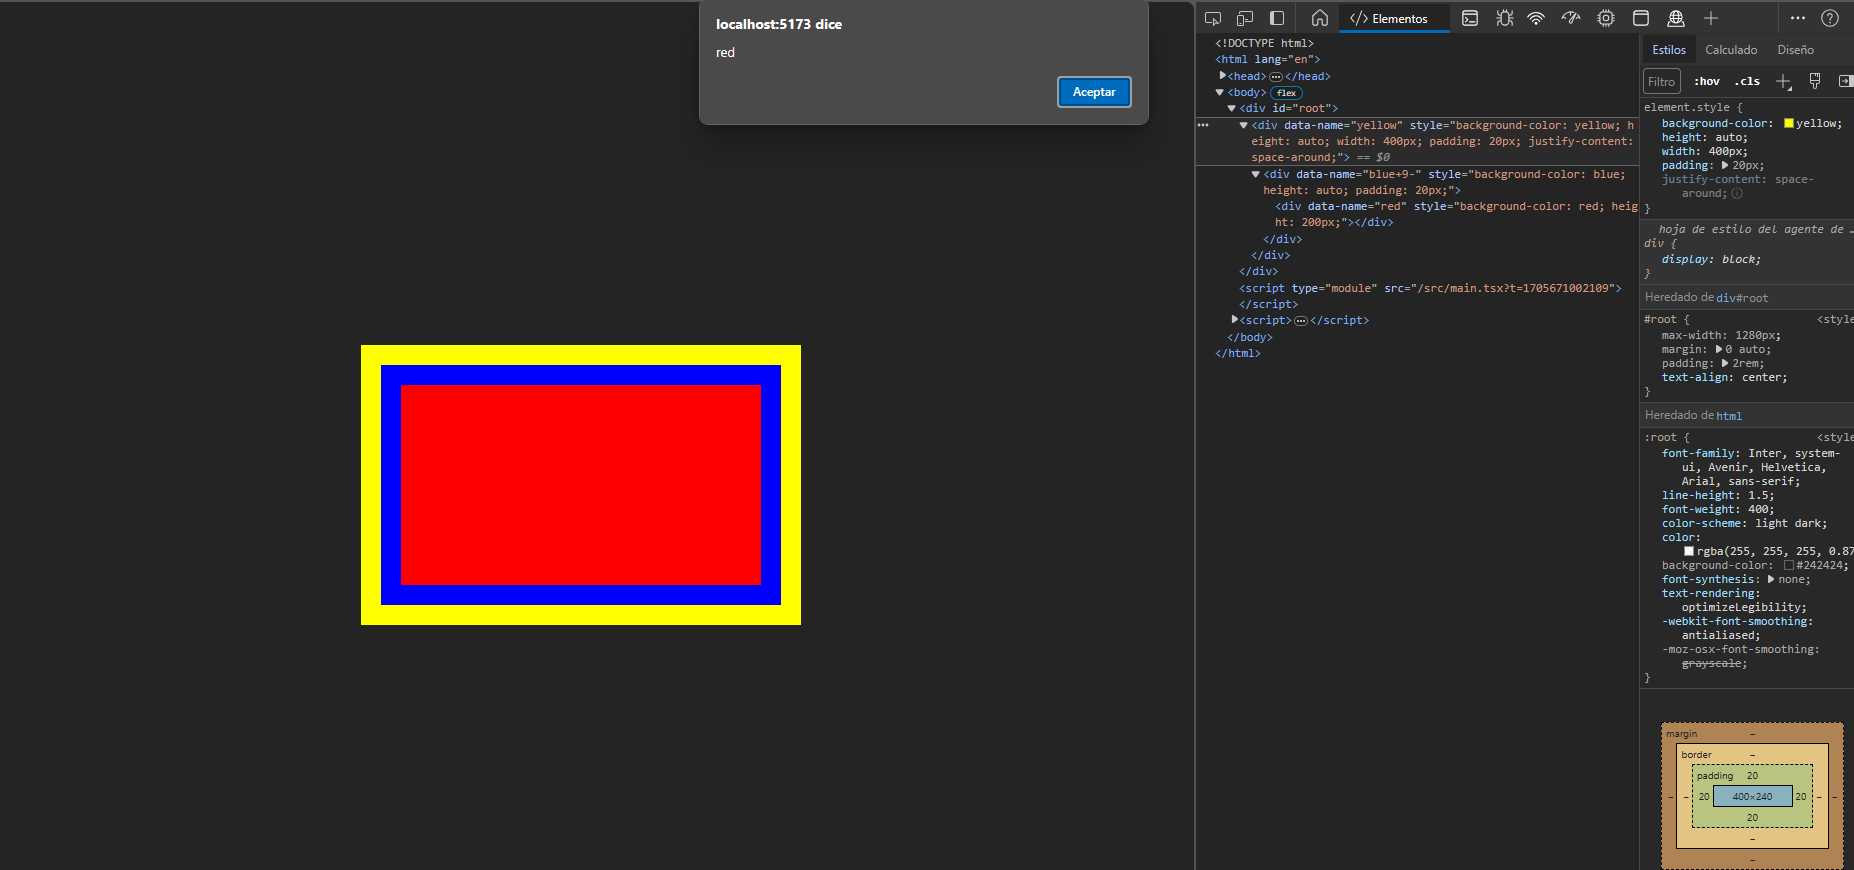 localhost:5173 dice
red
Aceptar
Elementos
<!DOCTYPE html>
<html lang="en">
<head> ⋯ </head>
<body> flex
<div id="root">
<div data-name="yellow" style="background-color: yellow; h
eight: auto; width: 400px; padding: 20px; justify-content:
space-around;"> == $0
<div data-name="blue+9-" style="background-color: blue;
height: auto; padding: 20px;">
<div data-name="red" style="background-color: red; heig
ht: 200px;"></div>
</div>
</div>
</div>
<script type="module" src="/src/main.tsx?t=1705671002109">
</script>
<script> ⋯ </script>
</body>
</html>
Estilos Calculado Diseño
Filtro :hov .cls
element.style {
background-color: yellow;
height: auto;
width: 400px;
padding: 20px;
justify-content: space-
around;
}
hoja de estilo del agente de …
div {
display: block;
}
Heredado de div#root
#root { <style
max-width: 1280px;
margin: 0 auto;
padding: 2rem;
text-align: center;
}
Heredado de html
:root { <style
font-family: Inter, system-
ui, Avenir, Helvetica,
Arial, sans-serif;
line-height: 1.5;
font-weight: 400;
color-scheme: light dark;
color:
rgba(255, 255, 255, 0.87
background-color: #242424;
font-synthesis: none;
text-rendering:
optimizeLegibility;
-webkit-font-smoothing:
antialiased;
-moz-osx-font-smoothing:
grayscale;
}
margin –
border –
padding 20
– – 20 400×240 20 – –
20
–
–